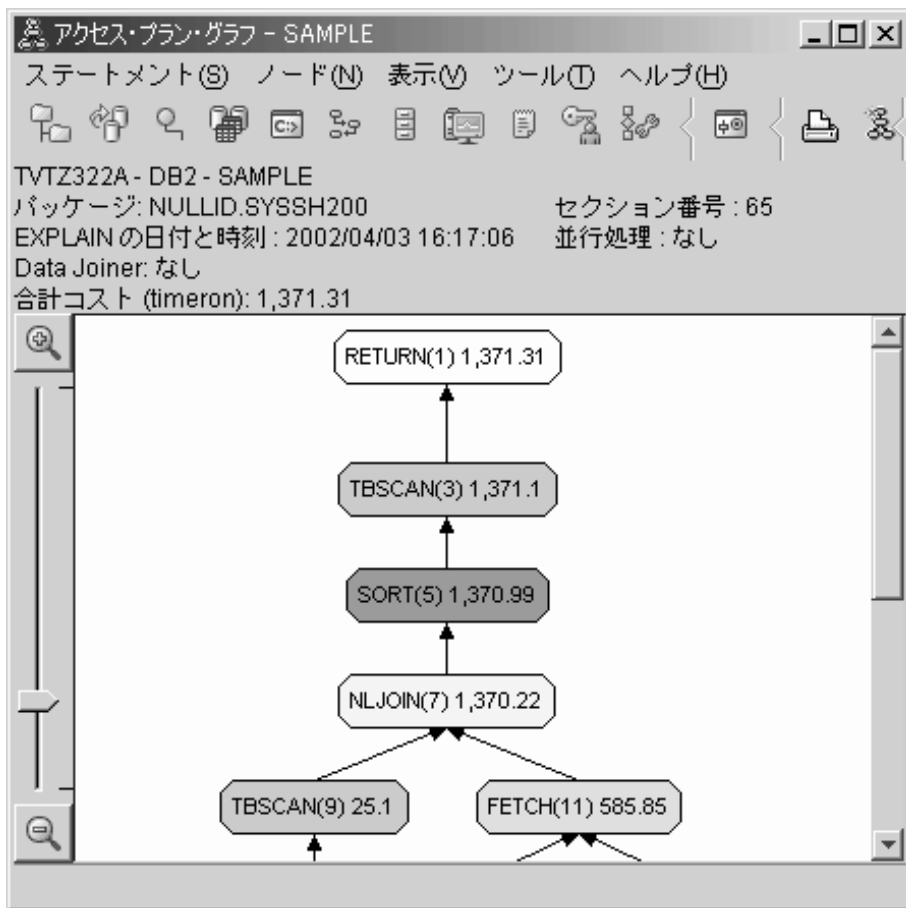 アクセス・プラン・グラフ - SAMPLE
ステートメント(S) ノード(N) 表示(V) ツール(T) ヘルプ(H)
C:>
TVTZ322A - DB2 - SAMPLE
パッケージ: NULLID.SYSSH200 セクション番号 : 65
EXPLAIN の日付と時刻 : 2002/04/03 16:17:06 並行処理 : なし
Data Joiner: なし
合計コスト (timeron): 1,371.31
RETURN(1) 1,371.31
TBSCAN(3) 1,371.1
SORT(5) 1,370.99
NLJOIN(7) 1,370.22
TBSCAN(9) 25.1 FETCH(11) 585.85